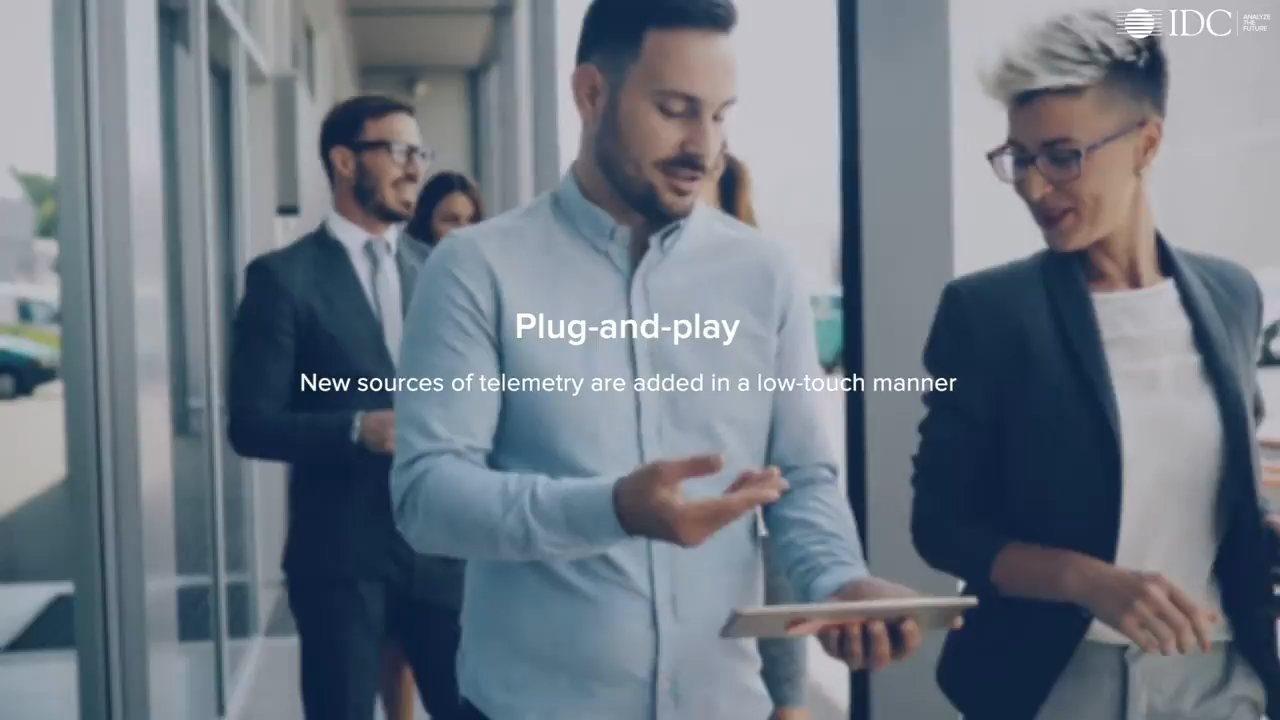 IDC
ANALYZE
THE
FUTURE
Plug-and-play
New sources of telemetry are added in a low-touch manner